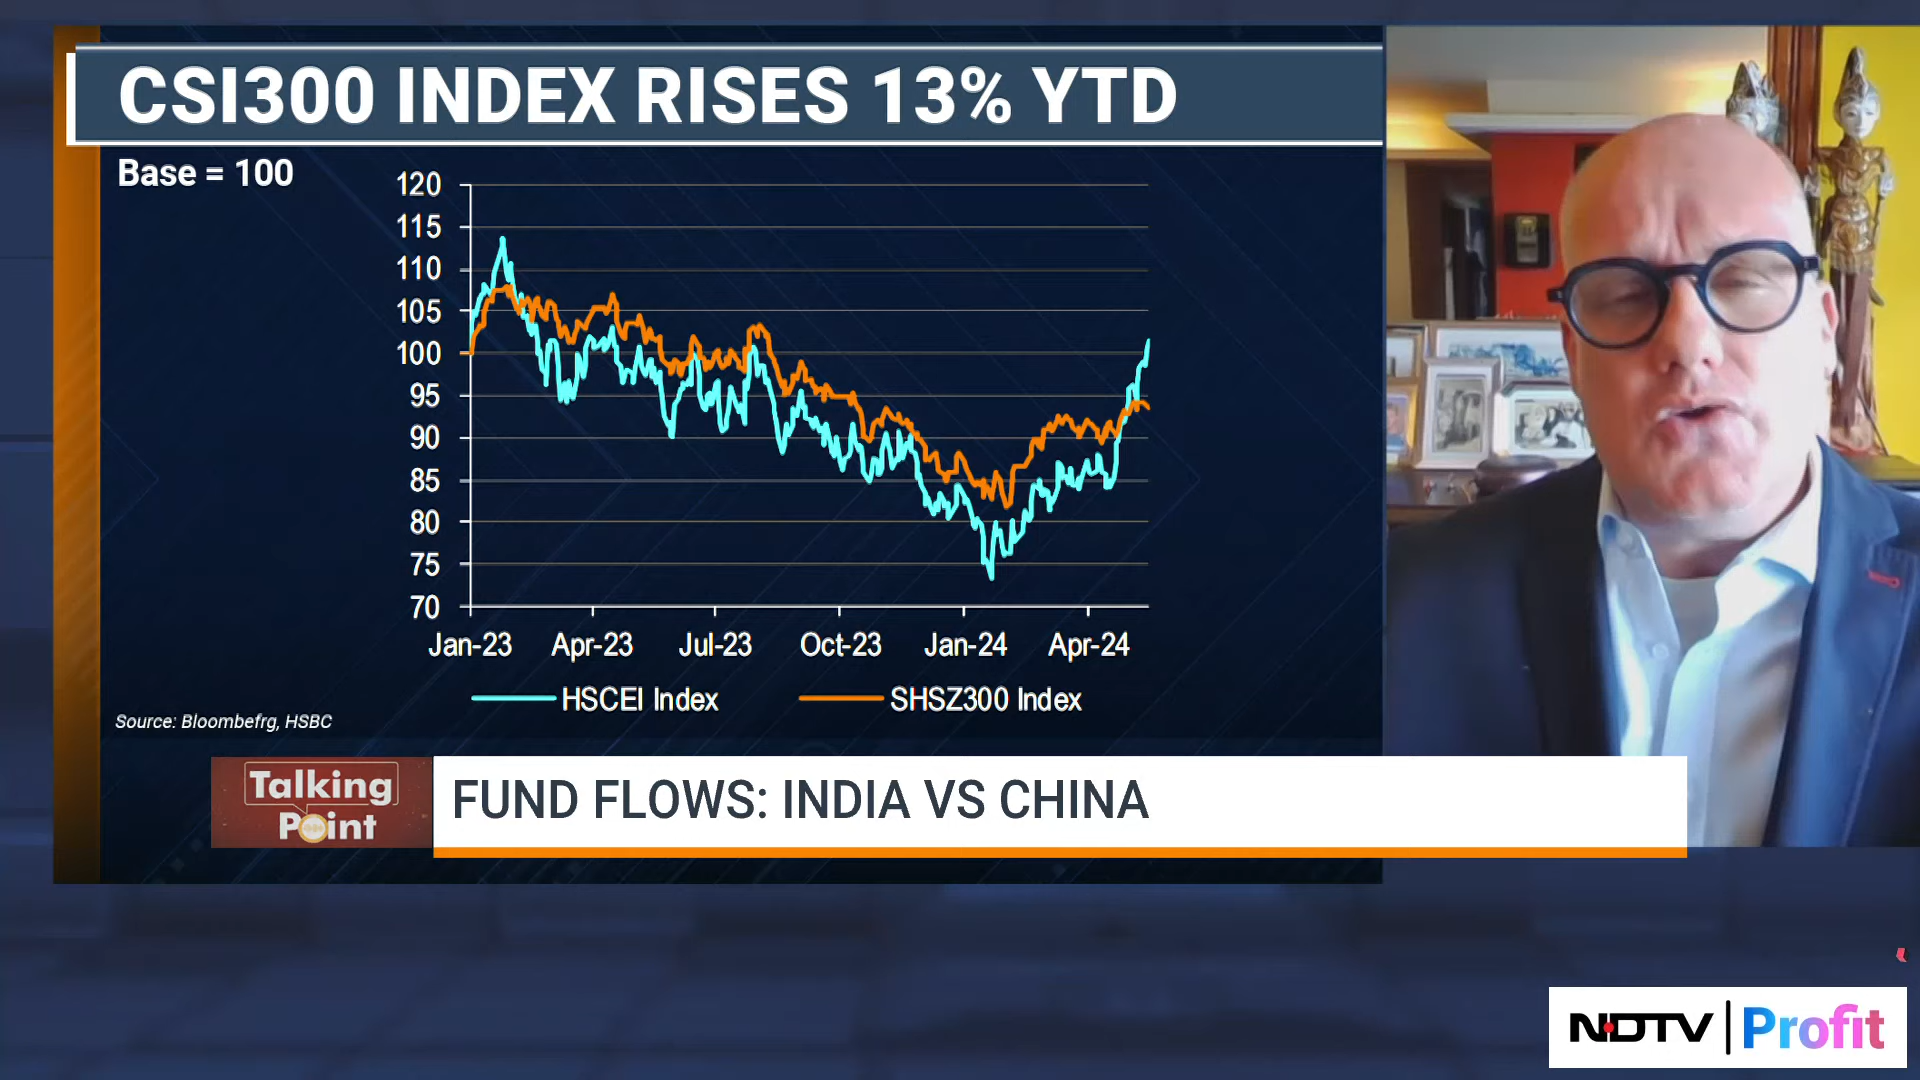 CSI300 INDEX RISES 13% YTD
Base = 100
120
115
110
105
100
95
90
85
80
75
70
Jan-23 Apr-23 Jul-23 Oct-23 Jan-24 Apr-24
HSCEI Index SHSZ300 Index
Source: Bloombefrg, HSBC
Talking
Point
FUND FLOWS: INDIA VS CHINA
NDTV | Profit